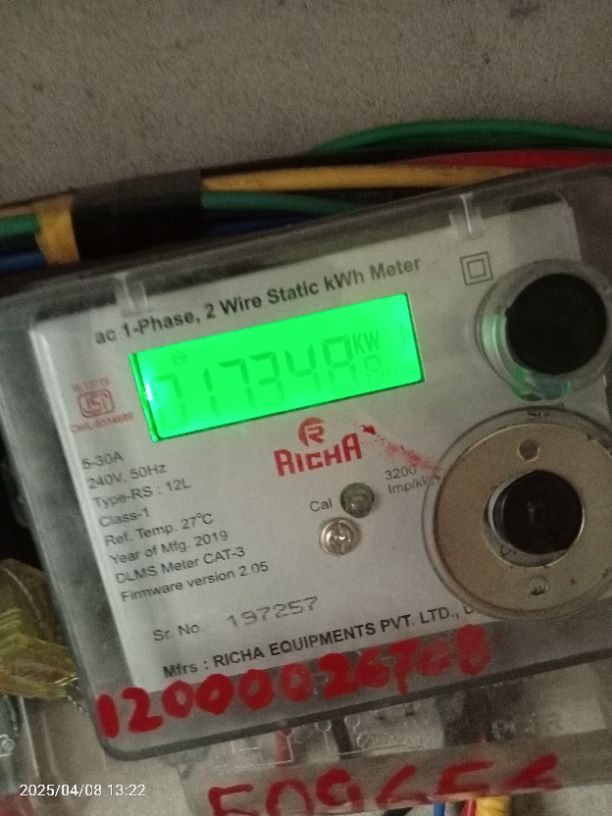 ac 1-Phase, 2 Wire Static kWh Meter
KW
RICHA
5-30A
240V, 50Hz
Type-RS : 12L
Class-1
Ref. Temp. 27°C
Year of Mfg. 2019
DLMS Meter CAT-3
Firmware version 2.05
Cal
3200
Imp/k
Sr. No. 197257
Mfrs : RICHA EQUIPMENTS PVT. LTD.,
12000026708
2025/04/08 13:22